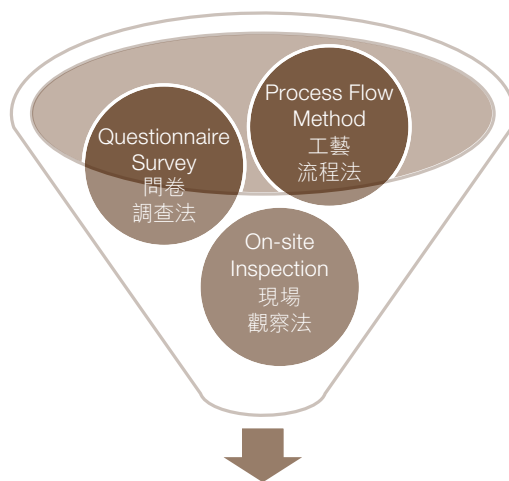 Process Flow
Method
工藝
流程法
Questionnaire
Survey
問卷
調查法
On-site
Inspection
現場
觀察法